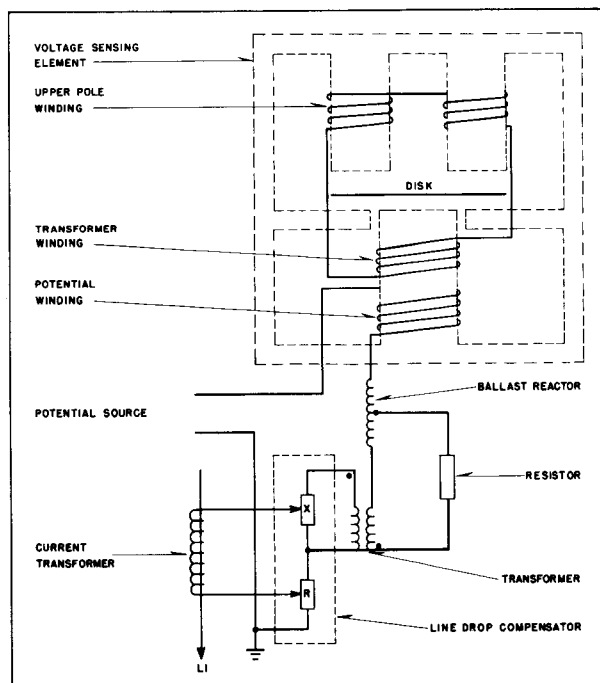 VOLTAGE SENSING
ELEMENT
UPPER POLE
WINDING
DISK
TRANSFORMER
WINDING
POTENTIAL
WINDING
BALLAST REACTOR
POTENTIAL SOURCE
RESISTOR
X
CURRENT
TRANSFORMER
TRANSFORMER
R
LINE DROP COMPENSATOR
LI